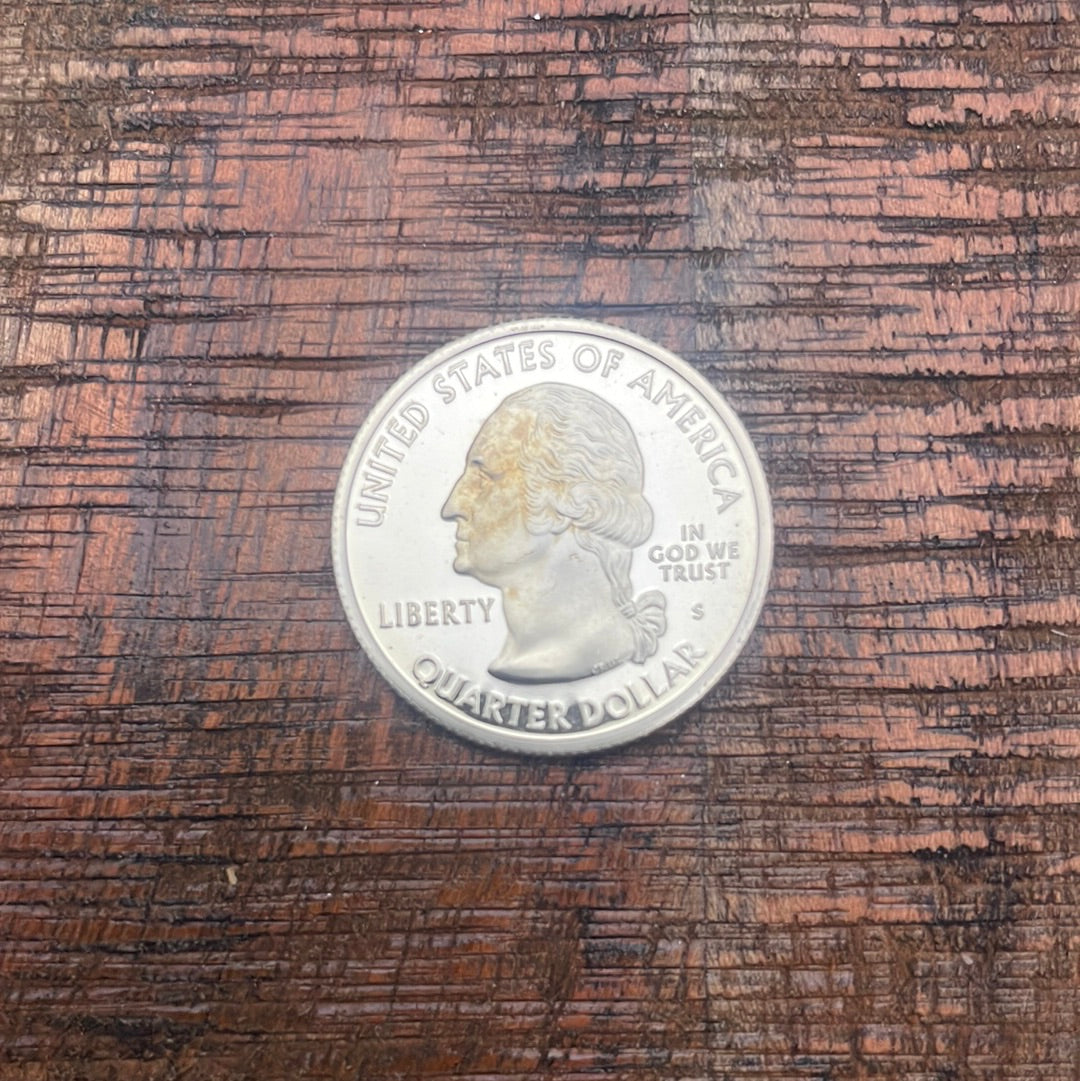 UNITED STATES OF AMERICA
IN
GOD WE
TRUST
LIBERTY
S
QUARTER DOLLAR